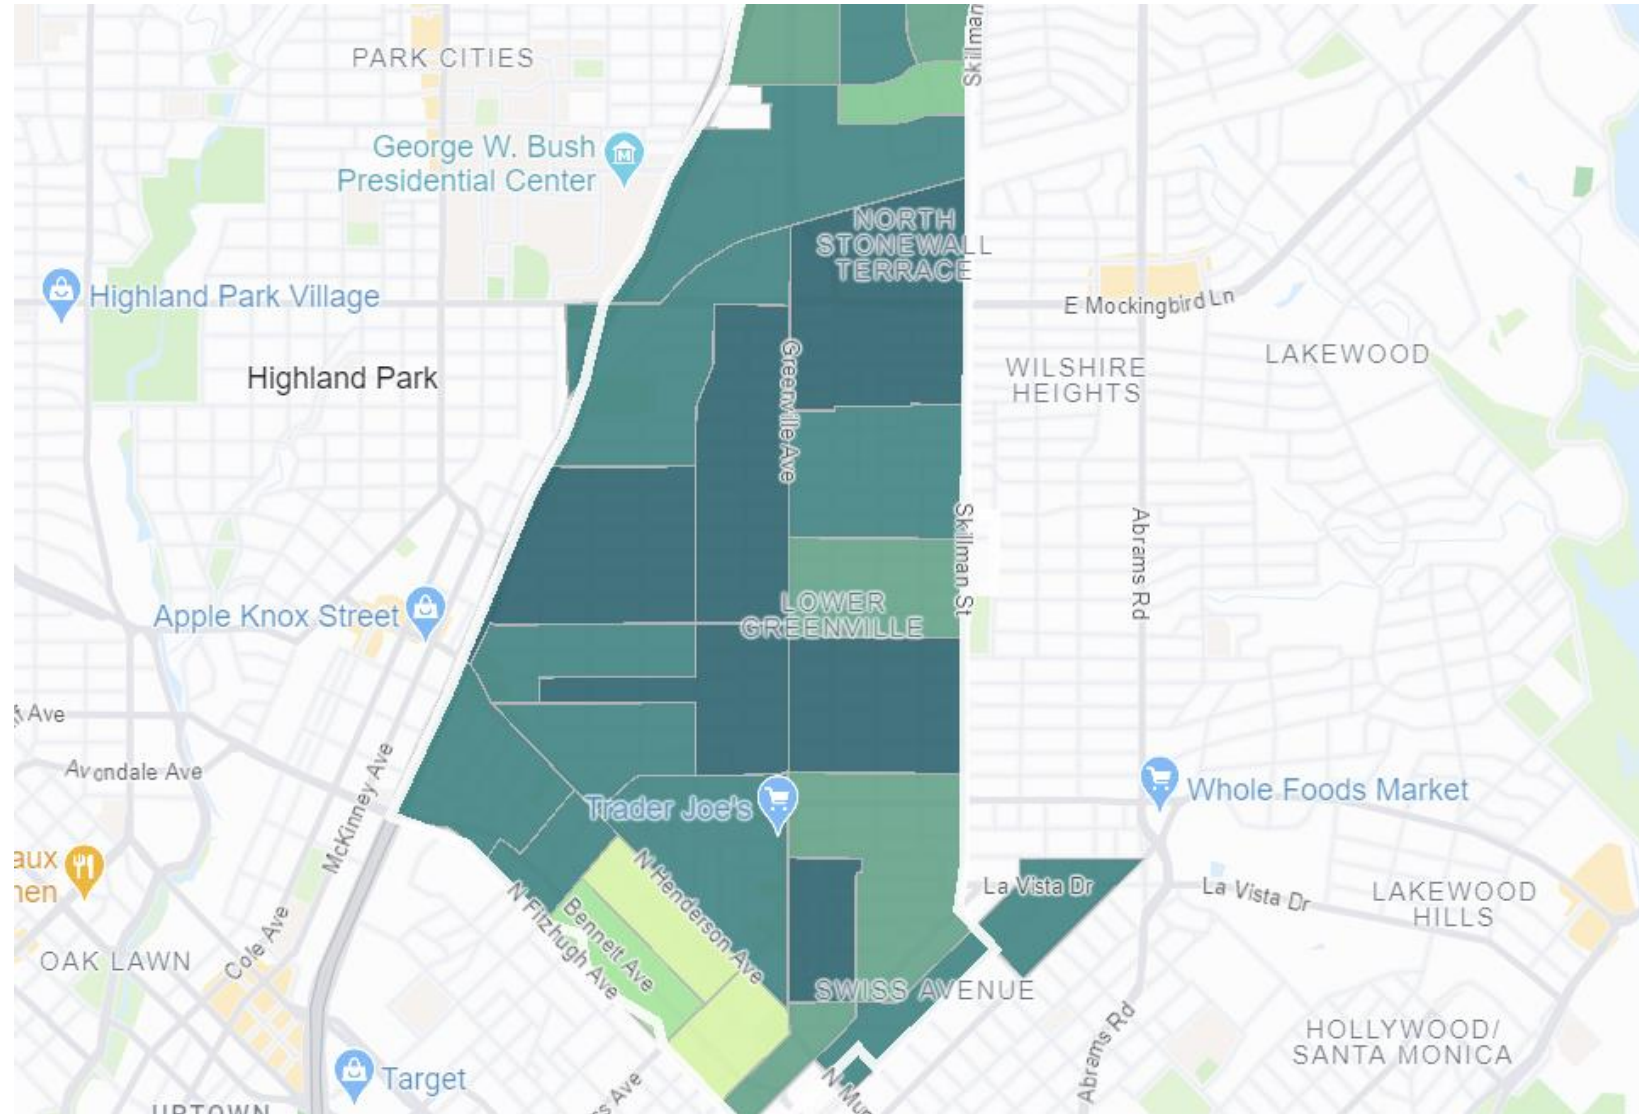 PARK CITIES
Skillman
George W. Bush
Presidential Center
NORTH
STONEWALL
TERRACE
Highland Park Village
E Mockingbird Ln
Highland Park
Greenville Ave
WILSHIRE
HEIGHTS
LAKEWOOD
Skillman St
Abrams Rd
Apple Knox Street
LOWER
GREENVILLE
Ave
Avondale Ave
McKinney Ave
Trader Joe's
Whole Foods Market
aux
nen
N Henderson Ave
Bennett Ave
N Fitzhugh Ave
La Vista Dr
La Vista Dr
LAKEWOOD
HILLS
Cole Ave
OAK LAWN
SWISS AVENUE
Abrams Rd
HOLLYWOOD/
SANTA MONICA
Target
Ave
UPTOWN